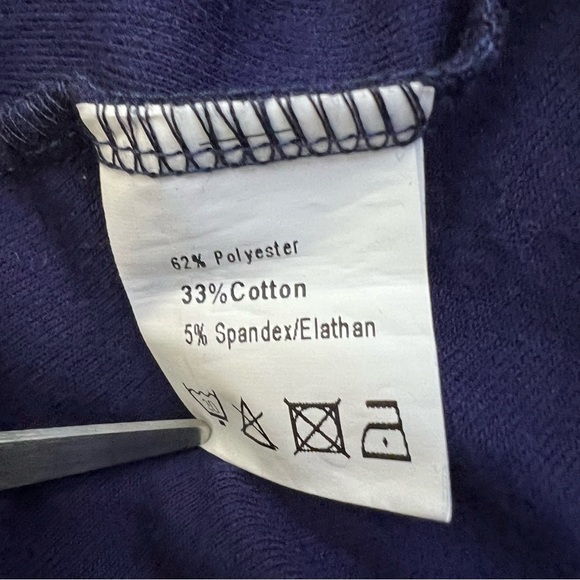 62% Polyester
33%Cotton
5% Spandex/Elathan